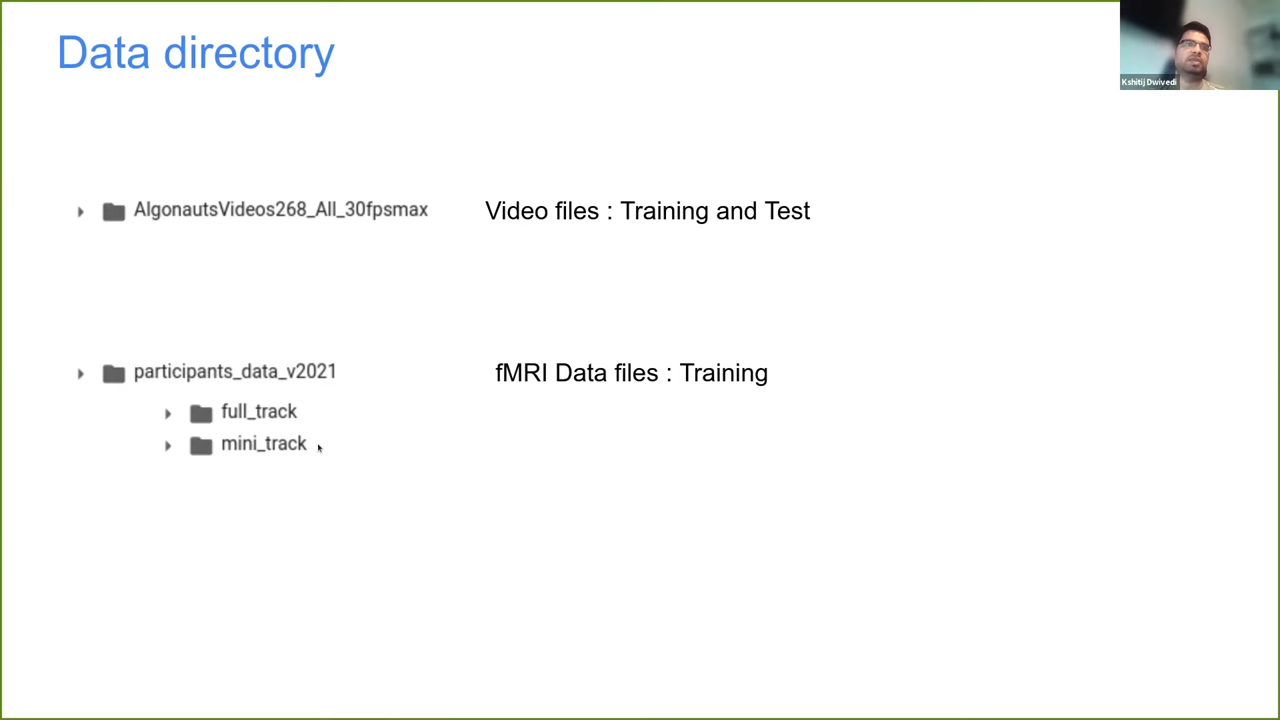 Data directory
Kshitij Dwivedi
AlgonautsVideos268_All_30fpsmax
Video files : Training and Test
participants_data_v2021
fMRI Data files : Training
full_track
mini_track